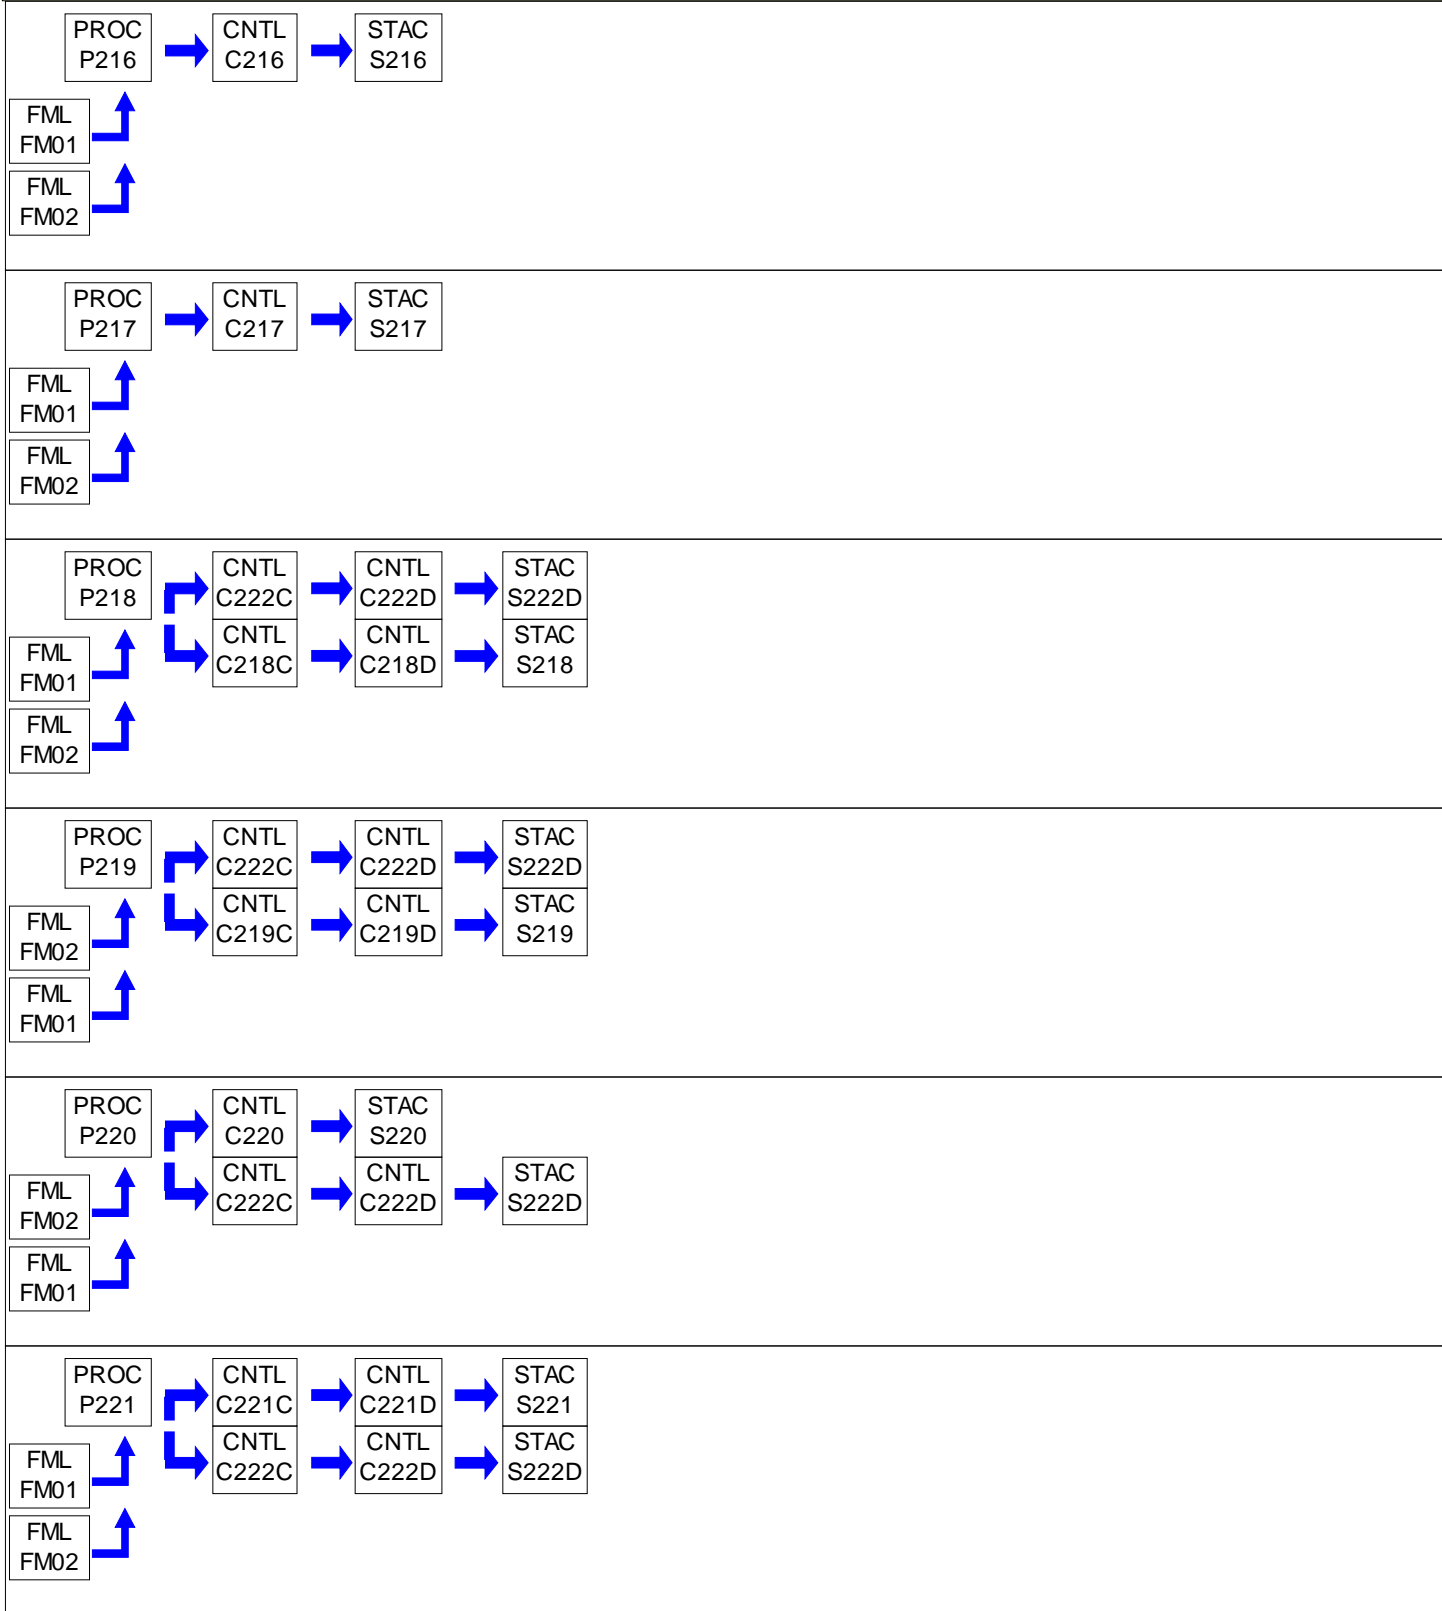 PROC CNTL STAC
P216 C216 S216
FML
FM01
FML
FM02
PROC CNTL STAC
P217 C217 S217
FML
FM01
FML
FM02
PROC CNTL CNTL STAC
P218 C222C C222D S222D
CNTL CNTL STAC
C218C C218D S218
FML
FM01
FML
FM02
PROC CNTL CNTL STAC
P219 C222C C222D S222D
CNTL CNTL STAC
C219C C219D S219
FML
FM02
FML
FM01
PROC CNTL STAC
P220 C220 S220
CNTL CNTL STAC
C222C C222D S222D
FML
FM02
FML
FM01
PROC CNTL CNTL STAC
P221 C221C C221D S221
CNTL CNTL STAC
C222C C222D S222D
FML
FM01
FML
FM02